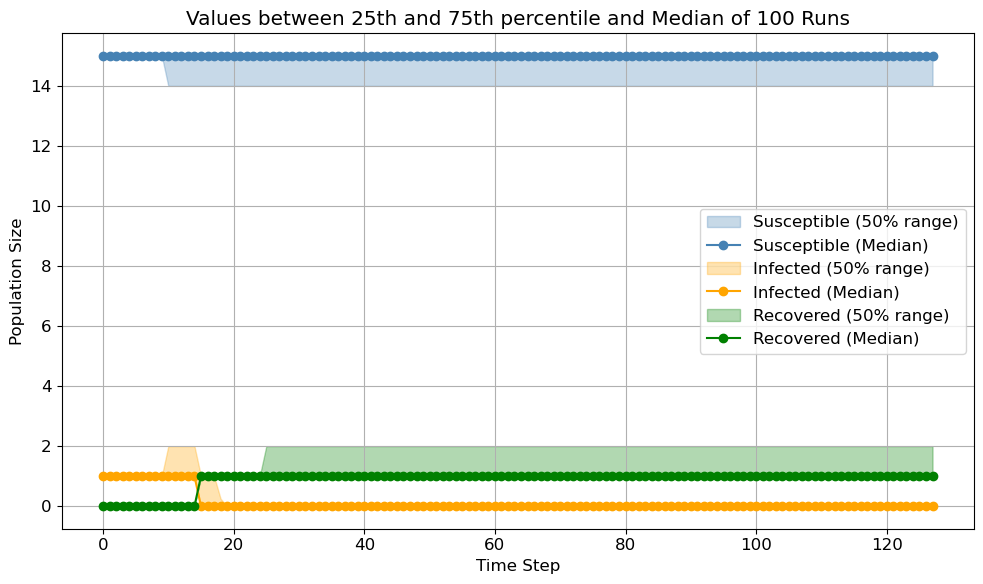 Values between 25th and 75th percentile and Median of 100 Runs
Population Size
14
12
10
8
6
4
2
0
Susceptible (50% range)
Susceptible (Median)
Infected (50% range)
Infected (Median)
Recovered (50% range)
Recovered (Median)
0
20
40
60
80
100
120
Time Step